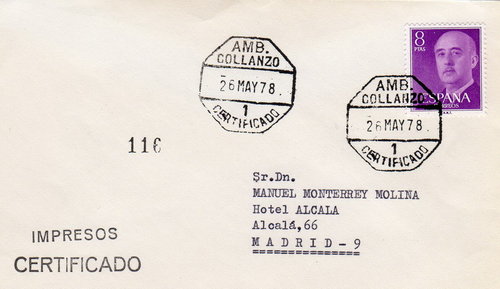 AMB.
COLLANZO
26 MAY 78
1
CERTIFICADO
8
PTAS
ESPAÑA
CORREOS
AMB.
COLLANZO
26 MAY 78
1
CERTIFICADO
116
Sr.Dn.
MANUEL MONTERREY MOLINA
Hotel ALCALA
Alcalá,66
MADRID-9
IMPRESOS
CERTIFICADO